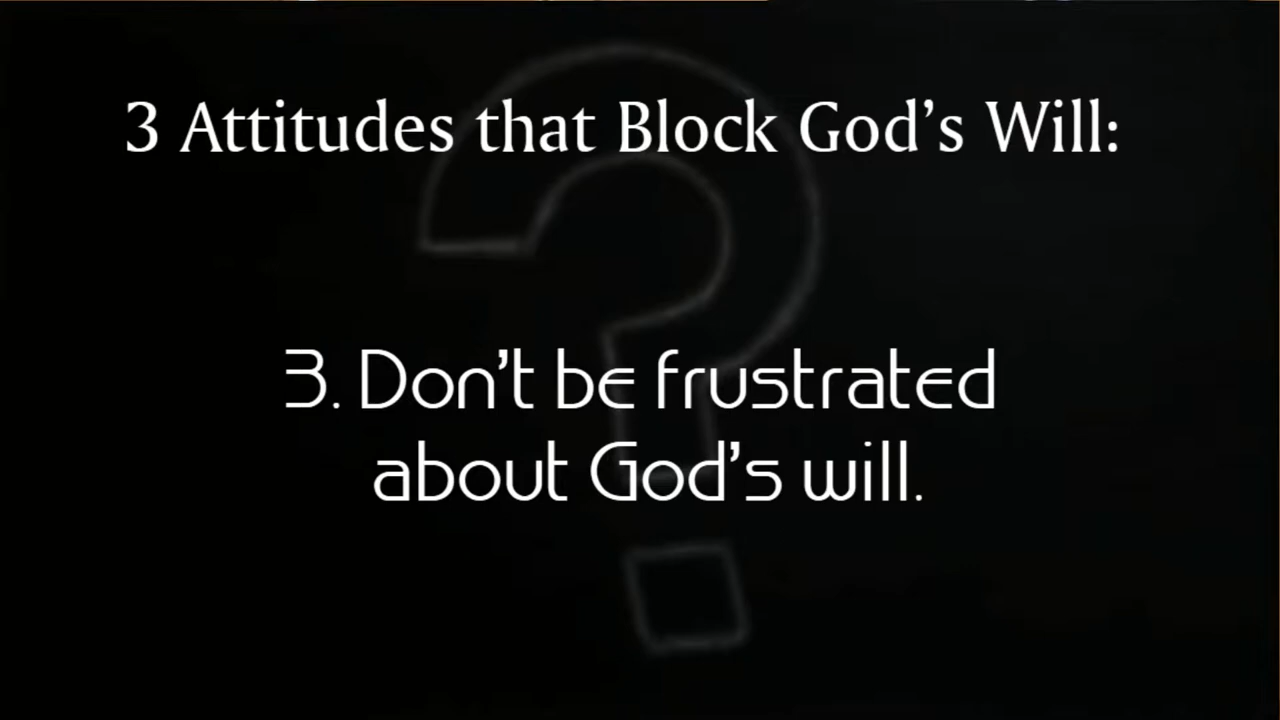 3 Attitudes that Block God’s Will:
3. Don’t be frustrated
about God’s will.